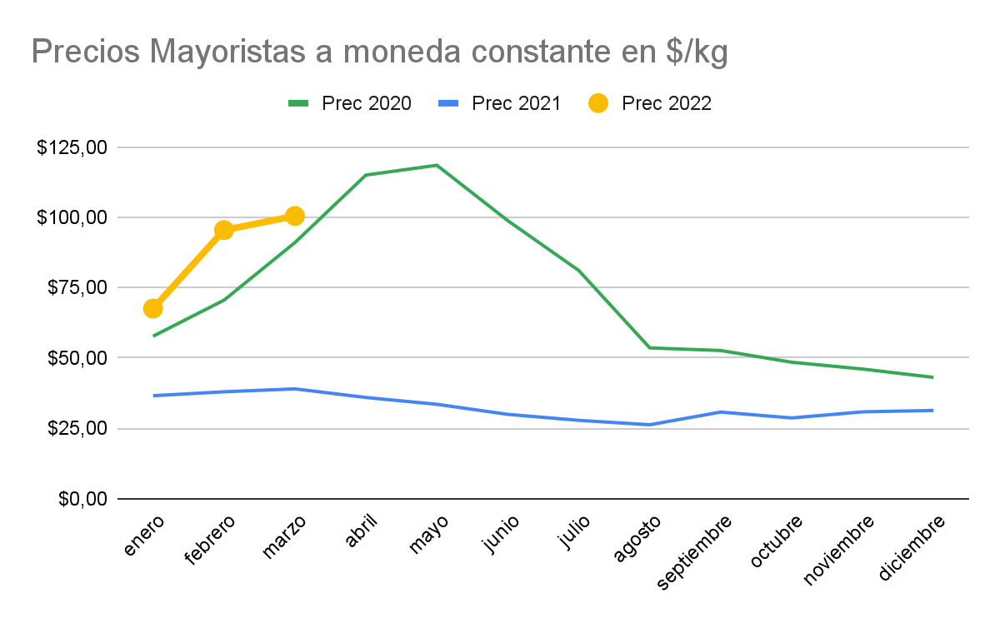 Precios Mayoristas a moneda constante en $/kg
Prec 2020 Prec 2021 Prec 2022
$125,00
$100,00
$75,00
$50,00
$25,00
$0,00
enero febrero marzo abril mayo junio julio agosto septiembre octubre noviembre diciembre